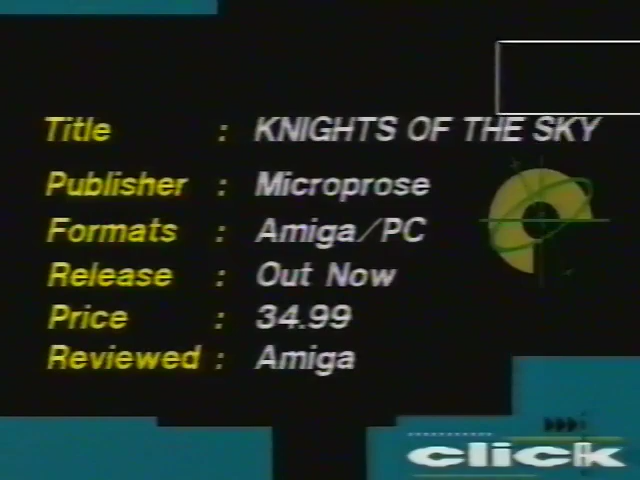 Title : KNIGHTS OF THE SKY
Publisher : Microprose
Formats : Amiga/PC
Release : Out Now
Price : 34.99
Reviewed : Amiga
click